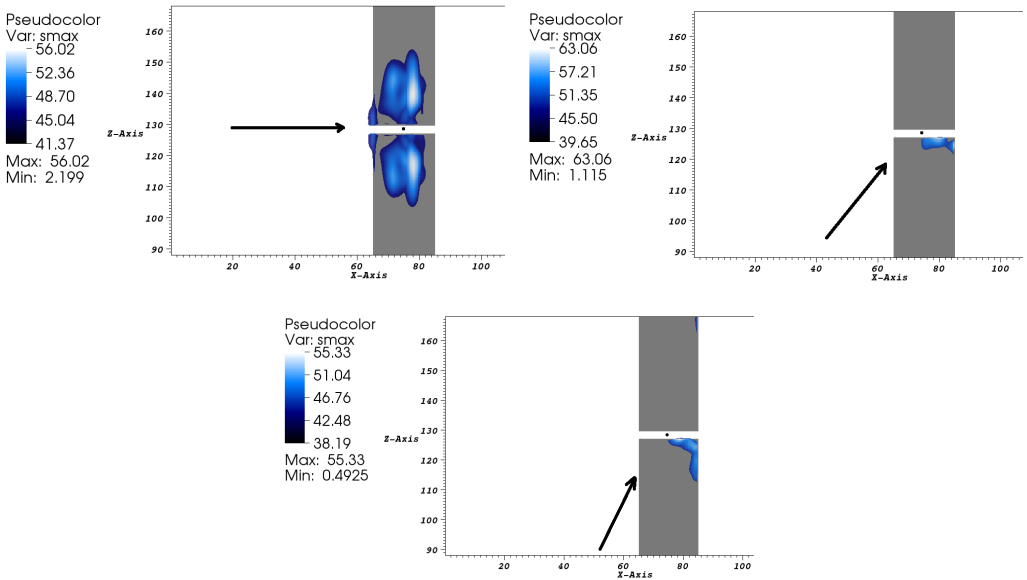 Pseudocolor
Var: smax
56.02
52.36
48.70
45.04
41.37
Max: 56.02
Min: 2.199
Z-Axis
160
150
140
130
120
110
100
90
20 40 60 80 100
X-Axis
Pseudocolor
Var: smax
63.06
57.21
51.35
45.50
39.65
Max: 63.06
Min: 1.115
Z-Axis
160
150
140
130
120
110
100
90
20 40 60 80 100
X-Axis
Pseudocolor
Var: smax
55.33
51.04
46.76
42.48
38.19
Max: 55.33
Min: 0.4925
Z-Axis
160
150
140
130
120
110
100
90
20 40 60 80 100
X-Axis